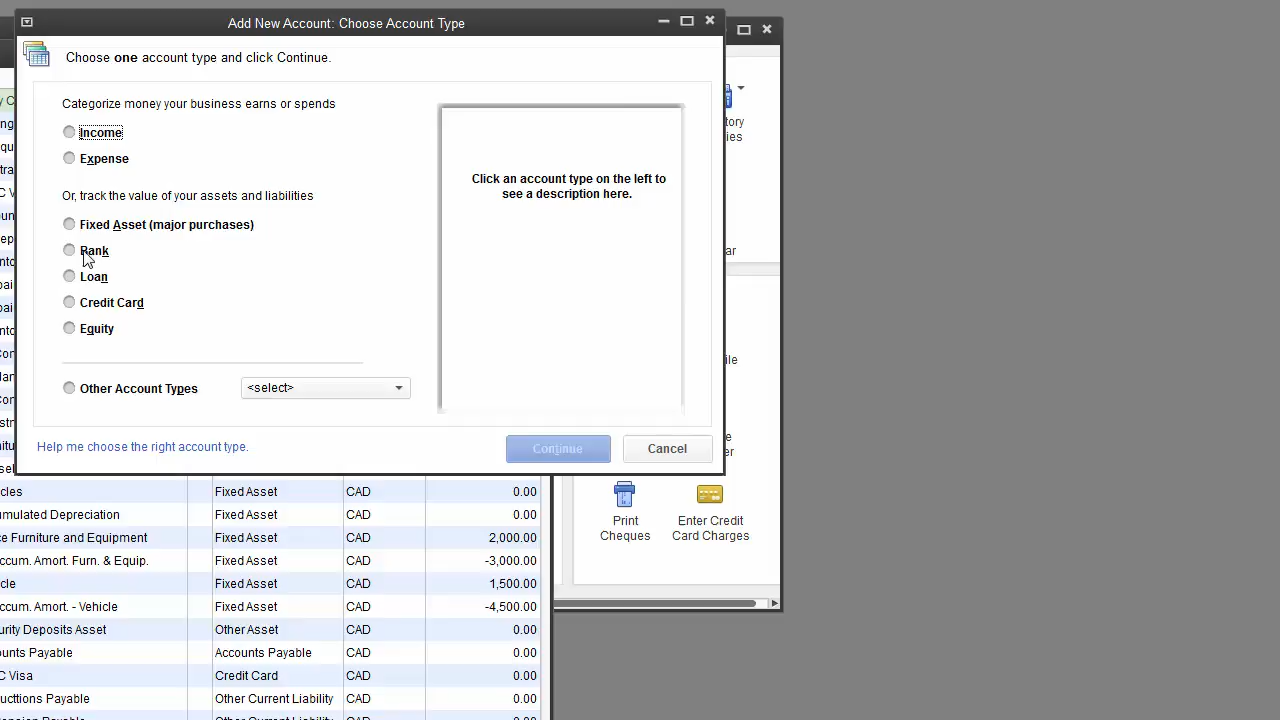 Add New Account: Choose Account Type
Choose one account type and click Continue.
Categorize money your business earns or spends
Income
Expense
Or, track the value of your assets and liabilities
Fixed Asset (major purchases)
Bank
Loan
Credit Card
Equity
Other Account Types <select>
Click an account type on the left to
see a description here.
Help me choose the right account type.
Continue Cancel
Print
Cheques
Enter Credit
Card Charges
cles Fixed Asset CAD 0.00
umulated Depreciation Fixed Asset CAD 0.00
ce Furniture and Equipment Fixed Asset CAD 2,000.00
ccum. Amort. Furn. & Equip. Fixed Asset CAD -3,000.00
cle Fixed Asset CAD 1,500.00
ccum. Amort. > Vehicle Fixed Asset CAD -4,500.00
urity Deposits Asset Other Asset CAD 0.00
ounts Payable Accounts Payable CAD 0.00
C Visa Credit Card CAD 0.00
ucttions Payable Other Current Liability CAD 0.00